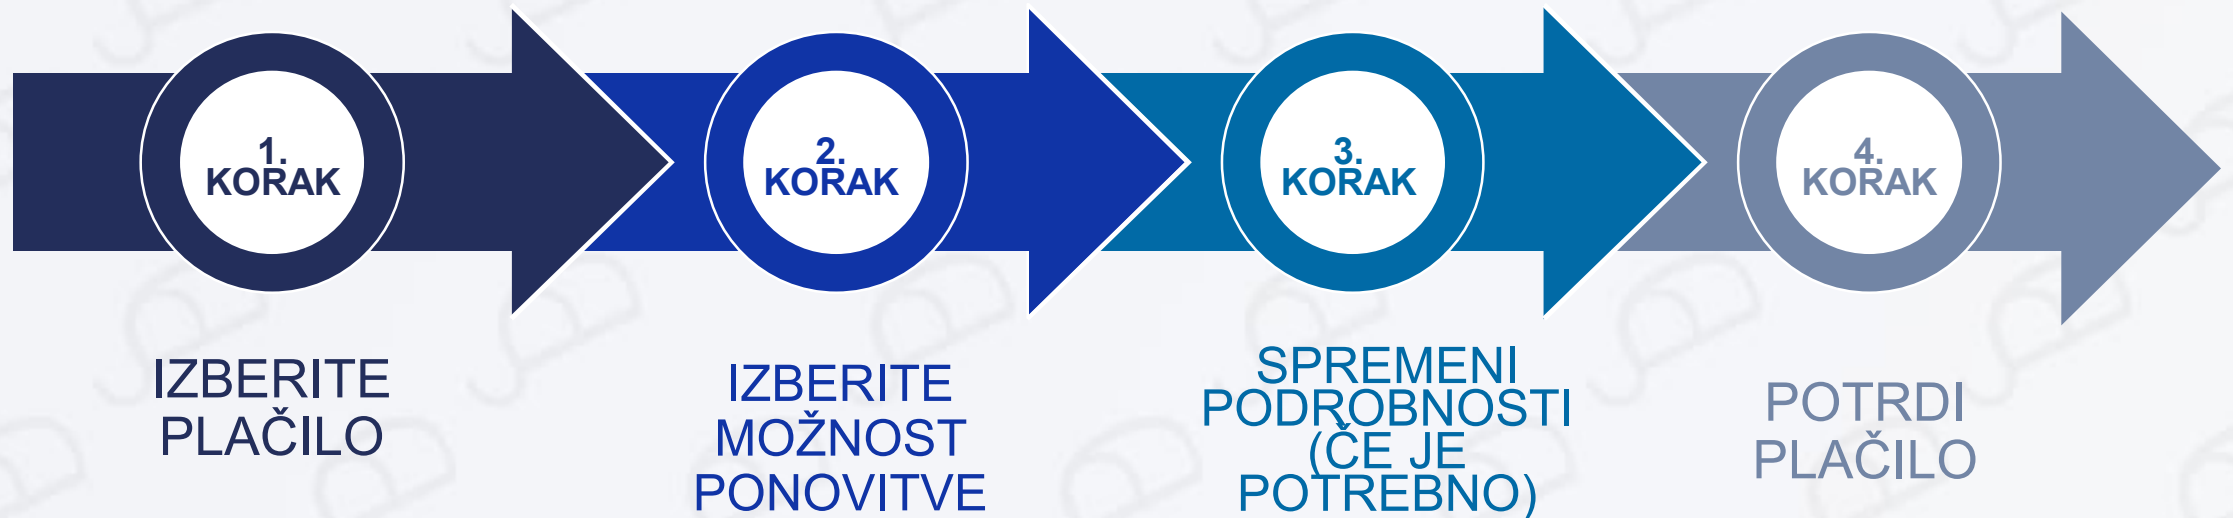 1.
KORAK
2.
KORAK
3.
KORAK
4.
KORAK
IZBERITE
PLAČILO
IZBERITE
MOŽNOST
PONOVITVE
SPREMENI
PODROBNOSTI
(ČE JE
POTREBNO)
POTRDI
PLAČILO